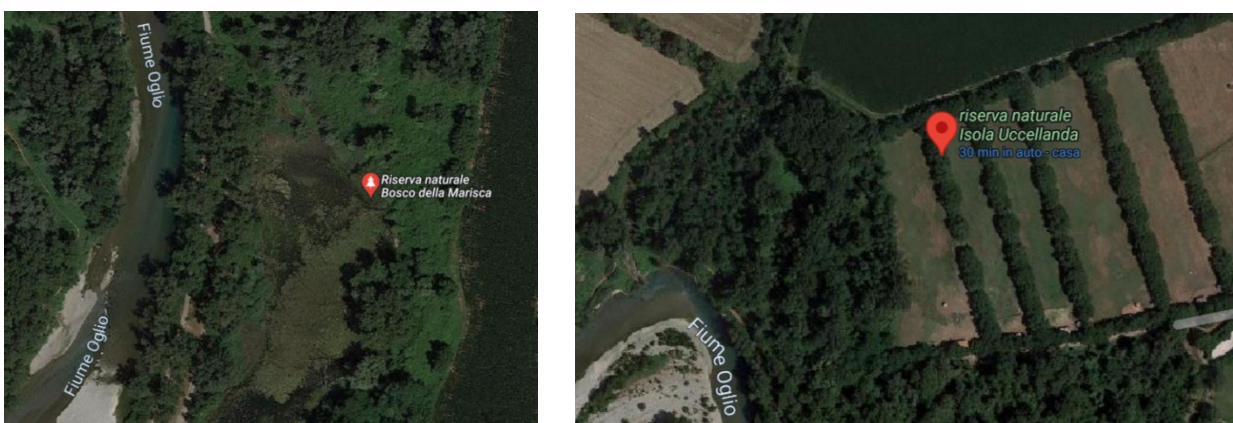 Fiume Oglio
Riserva naturale
Bosco della Marisca
Fiume Oglio
riserva naturale
Isola Uccellanda
30 min in auto - casa
Fiume Oglio